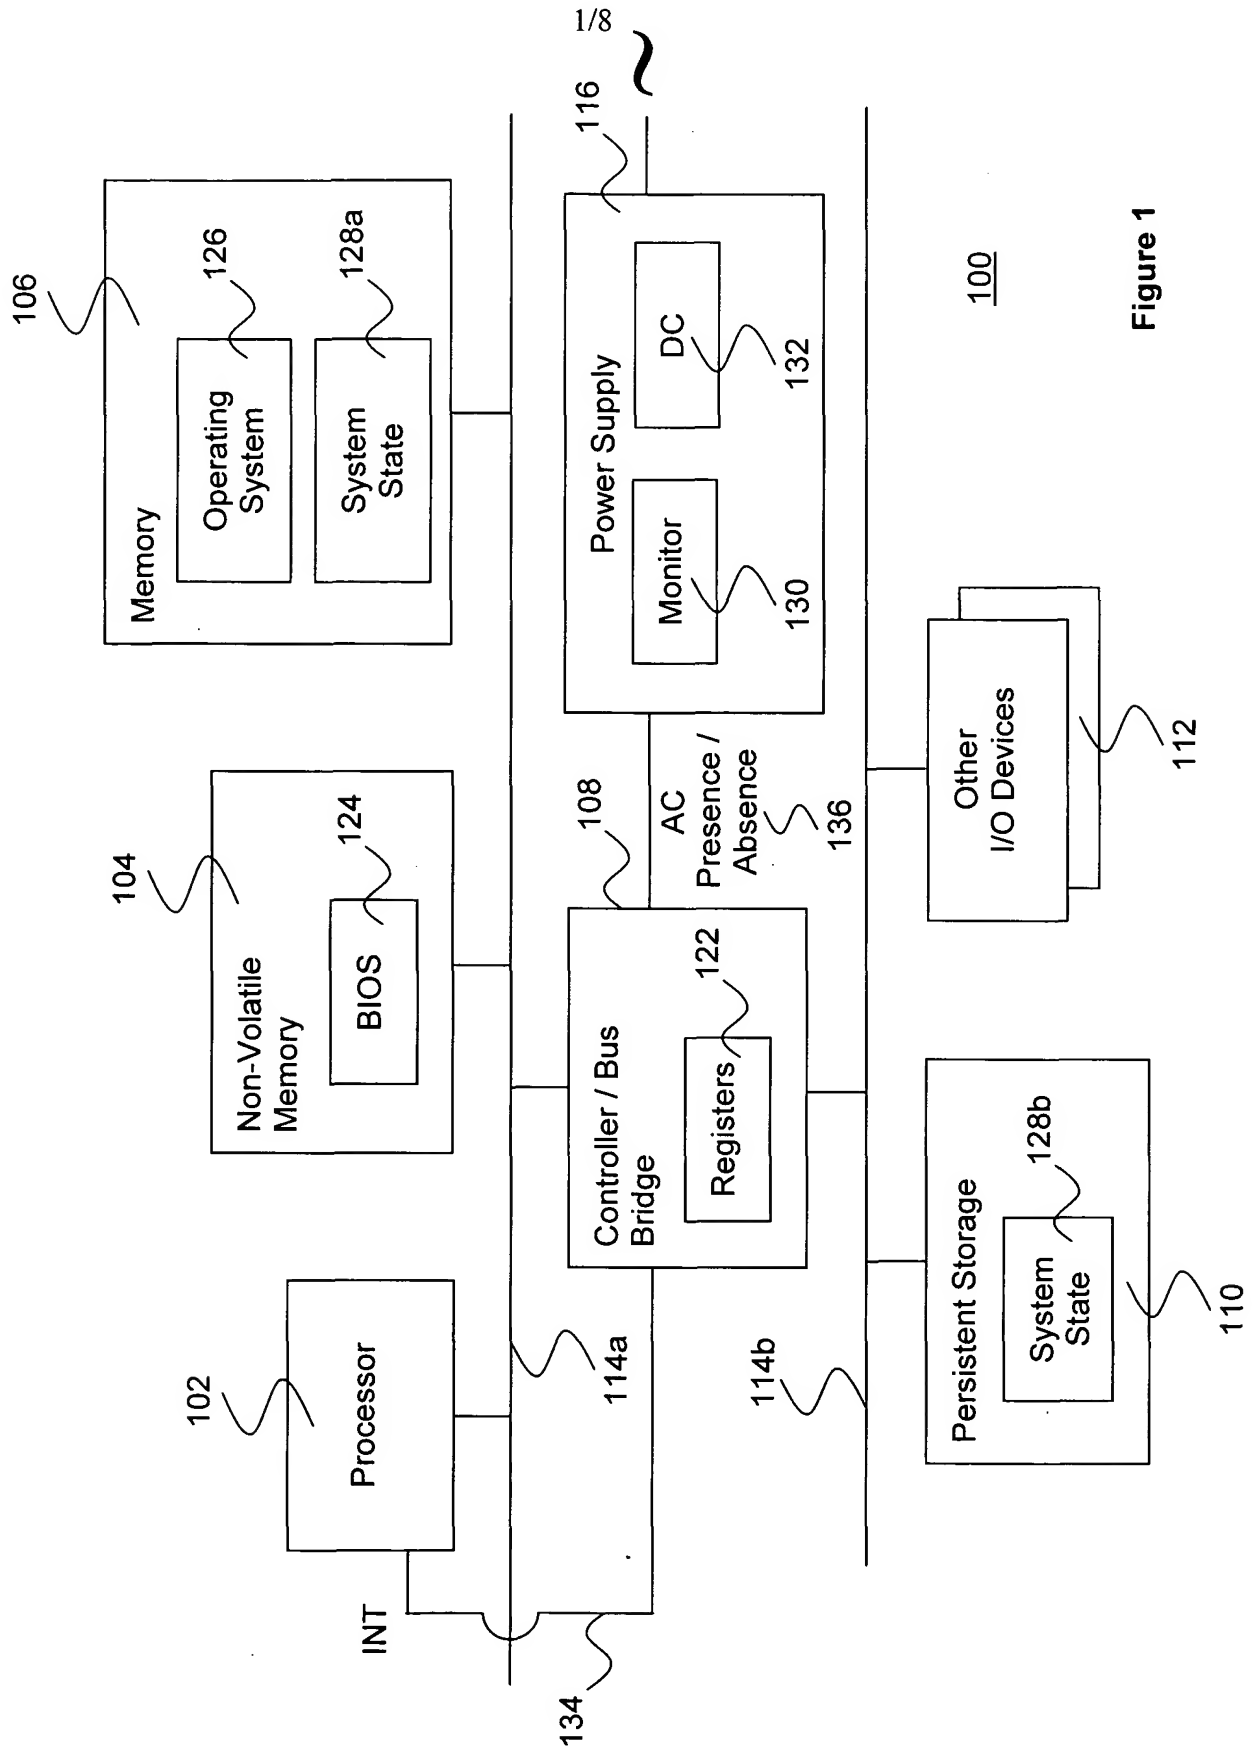 1/8
102
Processor
INT
134
104
Non-Volatile
Memory
BIOS
124
106
Memory
Operating
System
126
System
State
128a
114a
Controller / Bus
Bridge
108
Registers
122
AC
Presence /
Absence
136
Power Supply
116
Monitor
130
DC
132
~
114b
Persistent Storage
System
State
128b
110
Other
I/O Devices
112
100
Figure 1